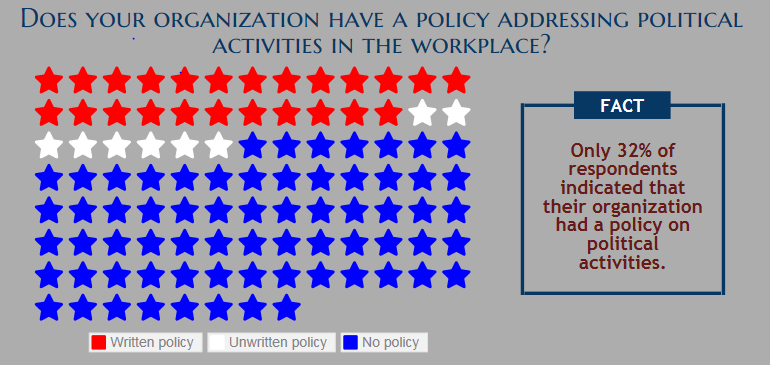 Does your organization have a policy addressing political
activities in the workplace?
FACT
Only 32% of
respondents
indicated that
their organization
had a policy on
political
activities.
Written policy
Unwritten policy
No policy